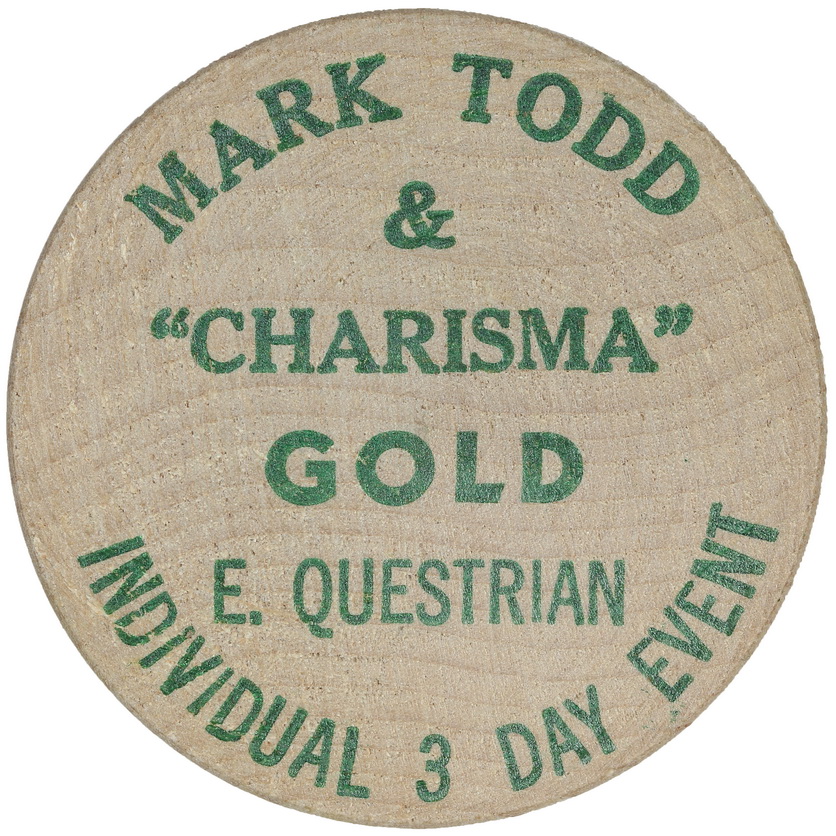 MARK TODD
&
“CHARISMA”
GOLD
E. QUESTRIAN
INDIVIDUAL 3 DAY EVENT